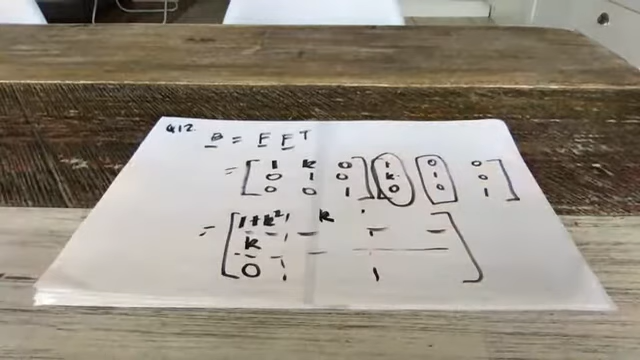 Q12. B = F F T
= [ 1 k 0 ] [ 1 0 0 ]
0 1 0 k 1 0
0 0 1 0 0 1
= [ 1+k² k
k
0 1 ]